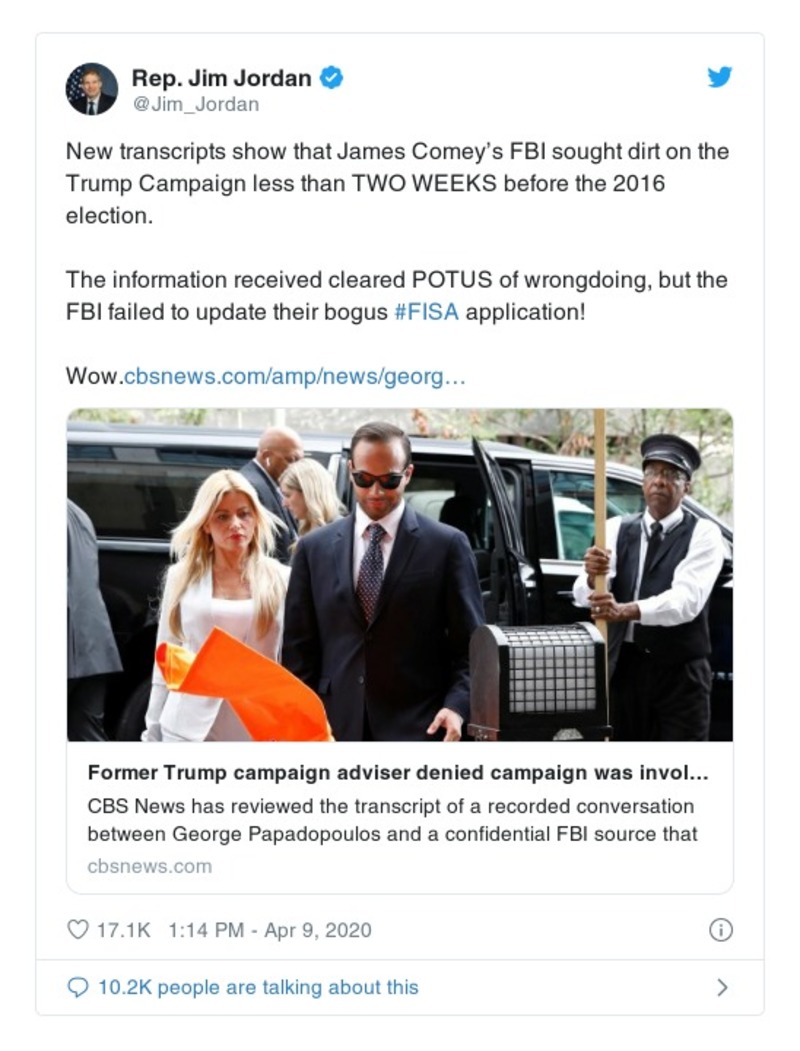 Rep. Jim Jordan
@Jim_Jordan
New transcripts show that James Comey’s FBI sought dirt on the
Trump Campaign less than TWO WEEKS before the 2016
election.
The information received cleared POTUS of wrongdoing, but the
FBI failed to update their bogus #FISA application!
Wow.cbsnews.com/amp/news/georg…
Former Trump campaign adviser denied campaign was invol...
CBS News has reviewed the transcript of a recorded conversation
between George Papadopoulos and a confidential FBI source that
cbsnews.com
17.1K 1:14 PM - Apr 9, 2020
10.2K people are talking about this